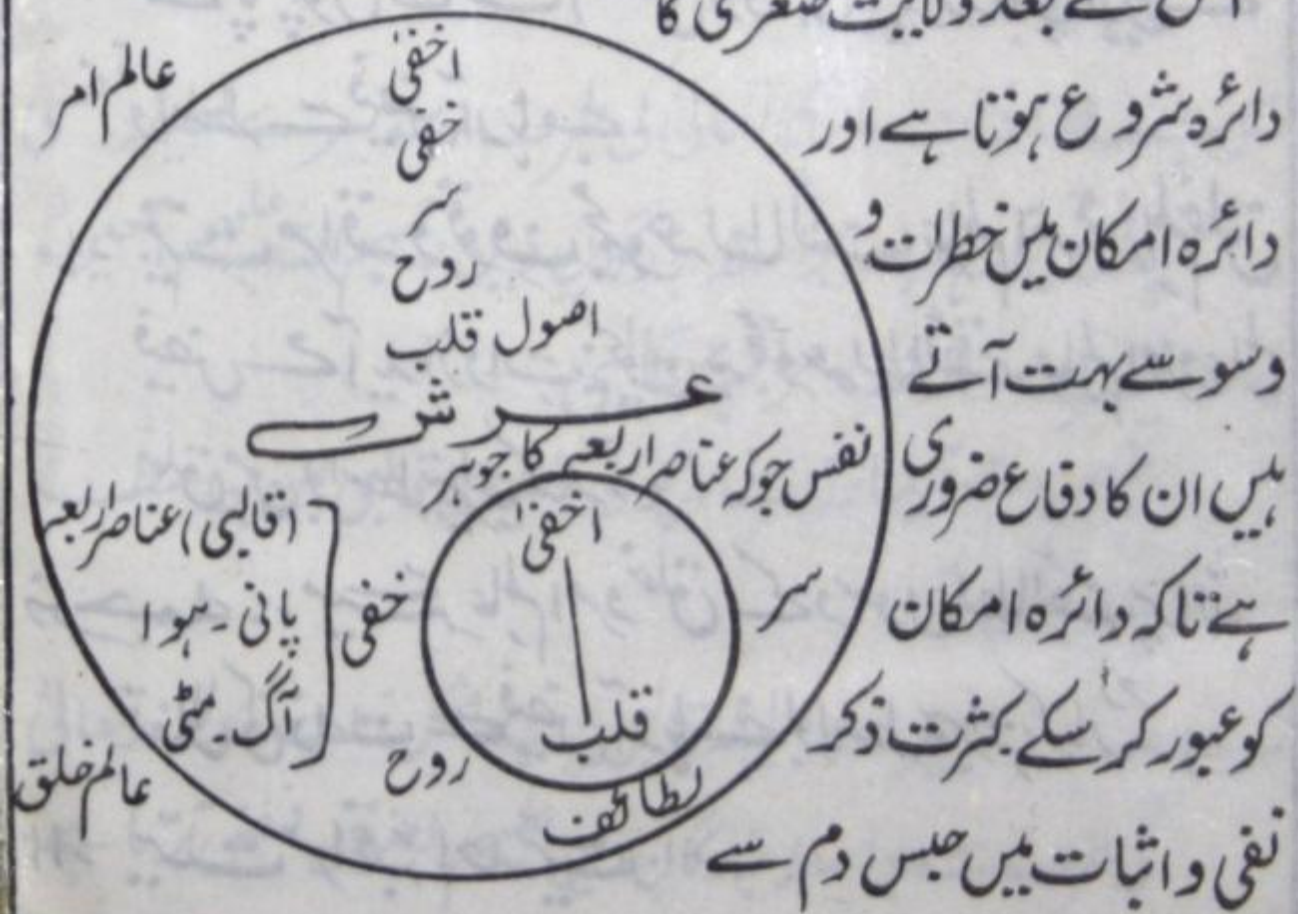 اس کے بعد ولایت صغریٰ کا
دائرہ شروع ہوتا ہے اور
دائرہ امکان میں خطرات و
وسوسے بہت آتے
ہیں ان کا دفاع ضروری
ہے تاکہ دائرہ امکان
کو عبور کر سکے بکثرت ذکر
نفی و اثبات میں حبس دم سے
عالم امر
اخفیٰ
خفی
سر
روح
اصول قلب
عرش
نفس جو کہ عناصر اربعہ کا جوہر
اخفیٰ
قلب
سر
خفی
روح
لطائف
(قالبی) عناصر اربعہ
پانی ۔ ہوا
آگ ۔ مٹی
عالم خلق